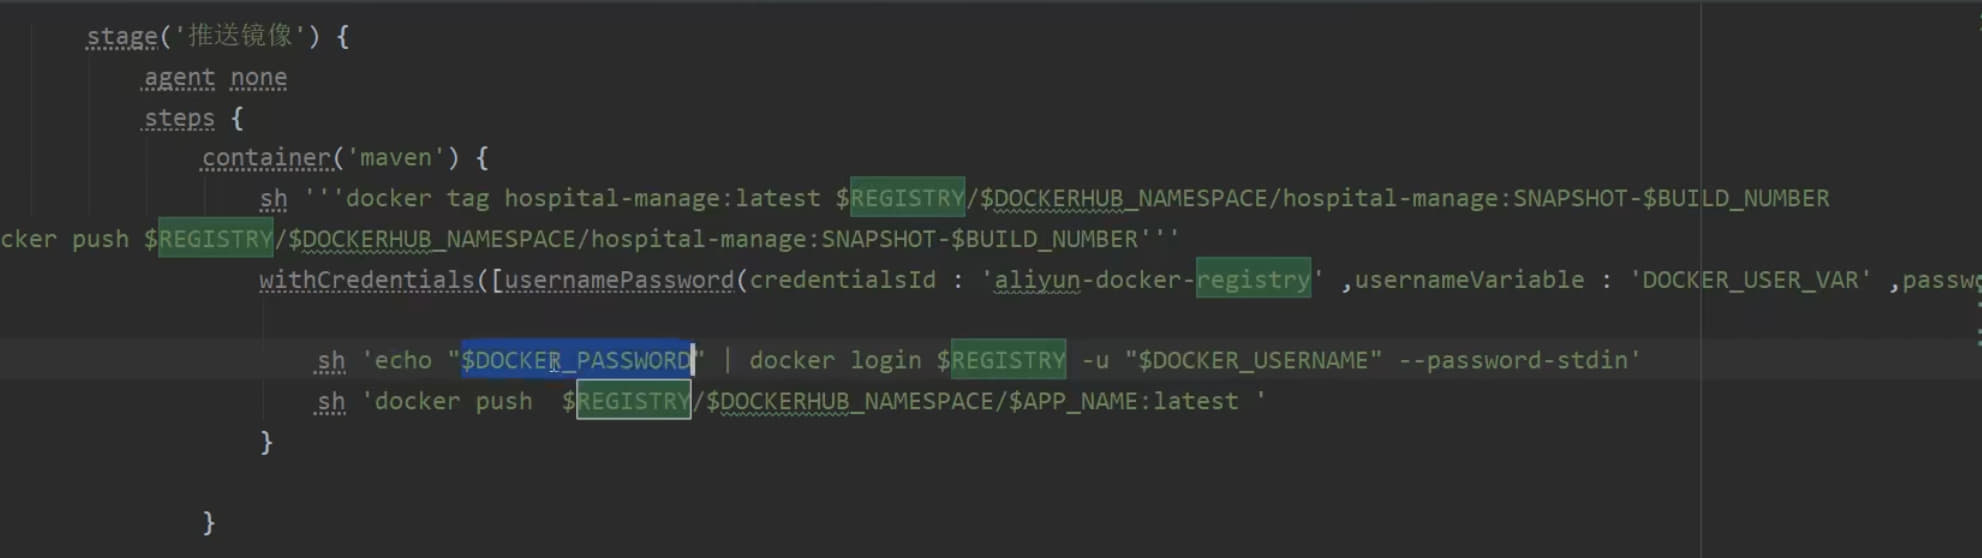 stage('推送镜像') {
agent none
steps {
container('maven') {
sh '''docker tag hospital-manage:latest $REGISTRY/$DOCKERHUB_NAMESPACE/hospital-manage:SNAPSHOT-$BUILD_NUMBER
cker push $REGISTRY/$DOCKERHUB_NAMESPACE/hospital-manage:SNAPSHOT-$BUILD_NUMBER'''
withCredentials([usernamePassword(credentialsId : 'aliyun-docker-registry' ,usernameVariable : 'DOCKER_USER_VAR' ,passw
sh 'echo "$DOCKER_PASSWORD" | docker login $REGISTRY -u "$DOCKER_USERNAME" --password-stdin'
sh 'docker push  $REGISTRY/$DOCKERHUB_NAMESPACE/$APP_NAME:latest '
}
}